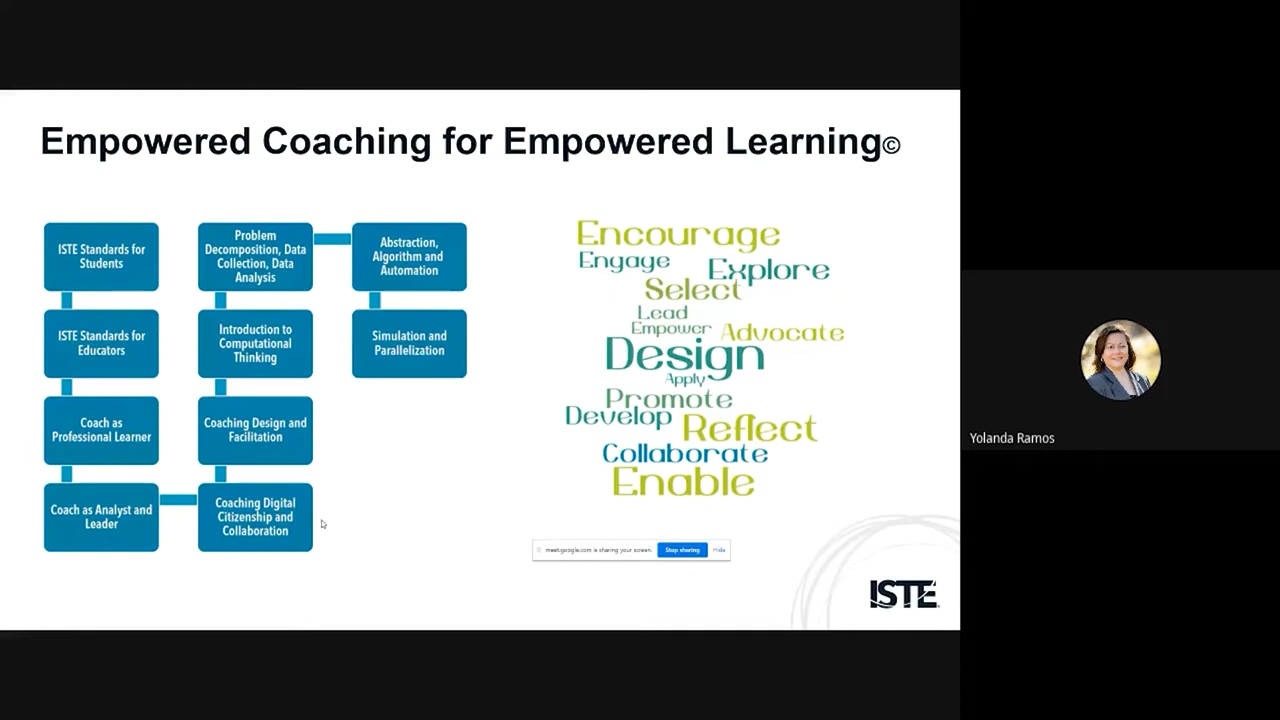 Empowered Coaching for Empowered Learning©
ISTE Standards for
Students
ISTE Standards for
Educators
Coach as
Professional Learner
Coach as Analyst and
Leader
Coaching Digital
Citizenship and
Collaboration
Coaching Design and
Facilitation
Introduction to
Computational
Thinking
Problem
Decomposition, Data
Collection, Data
Analysis
Abstraction,
Algorithm and
Automation
Simulation and
Parallelization
Encourage
Engage
Explore
Select
Lead
Empower
Advocate
Design
Apply
Promote
Develop
Reflect
Collaborate
Enable
meet.google.com is sharing your screen.
Stop sharing
Hide
ISTE
Yolanda Ramos